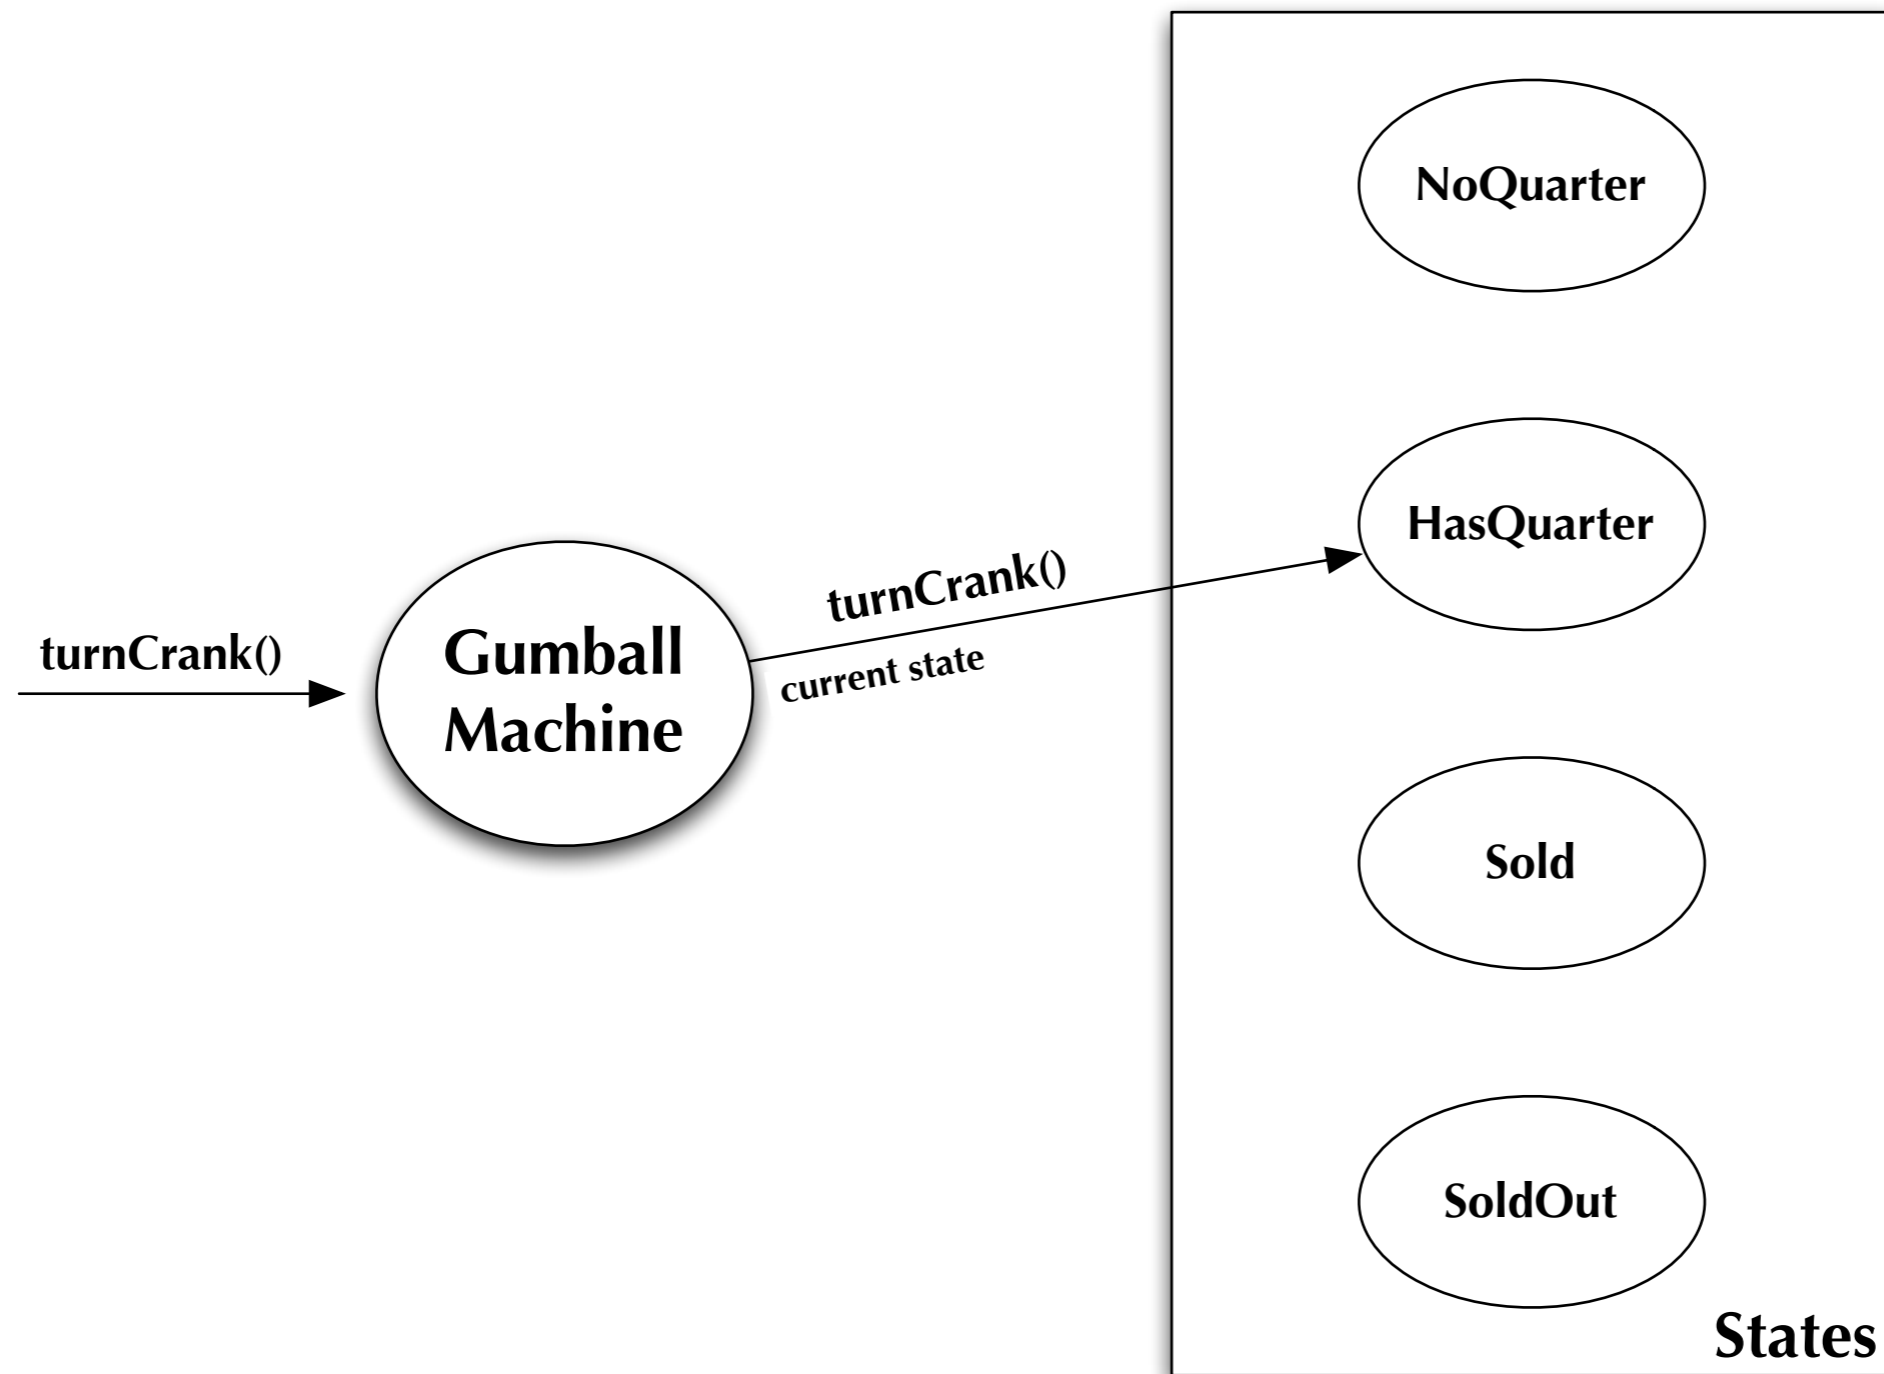 NoQuarter
HasQuarter
turnCrank()
turnCrank()
Gumball
Machine
current state
Sold
SoldOut
States